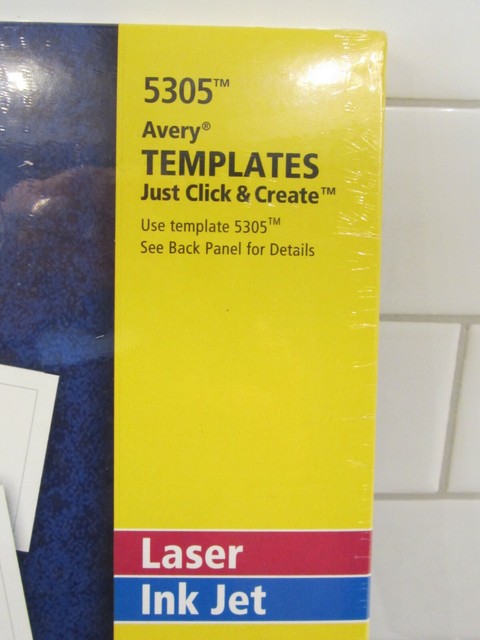 5305™
Avery®
TEMPLATES
Just Click & Create™
Use template 5305™
See Back Panel for Details
Laser
Ink Jet